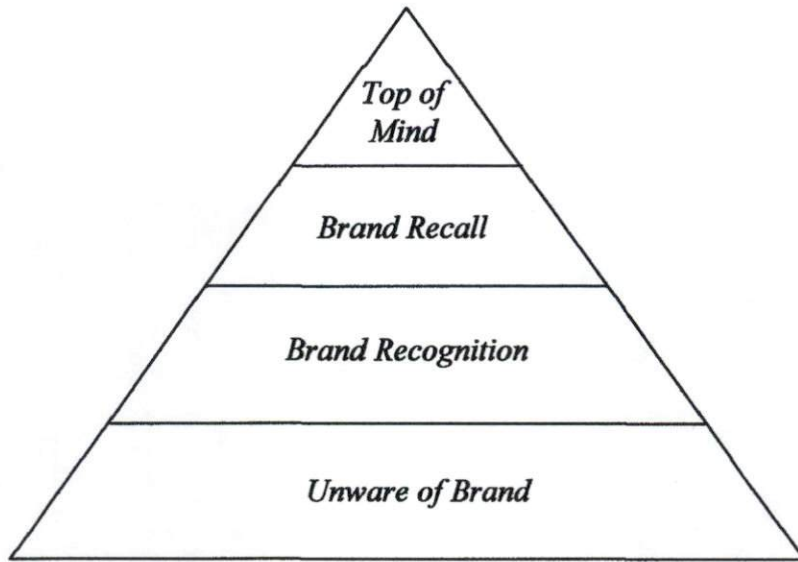 Top of
Mind
Brand Recall
Brand Recognition
Unware of Brand